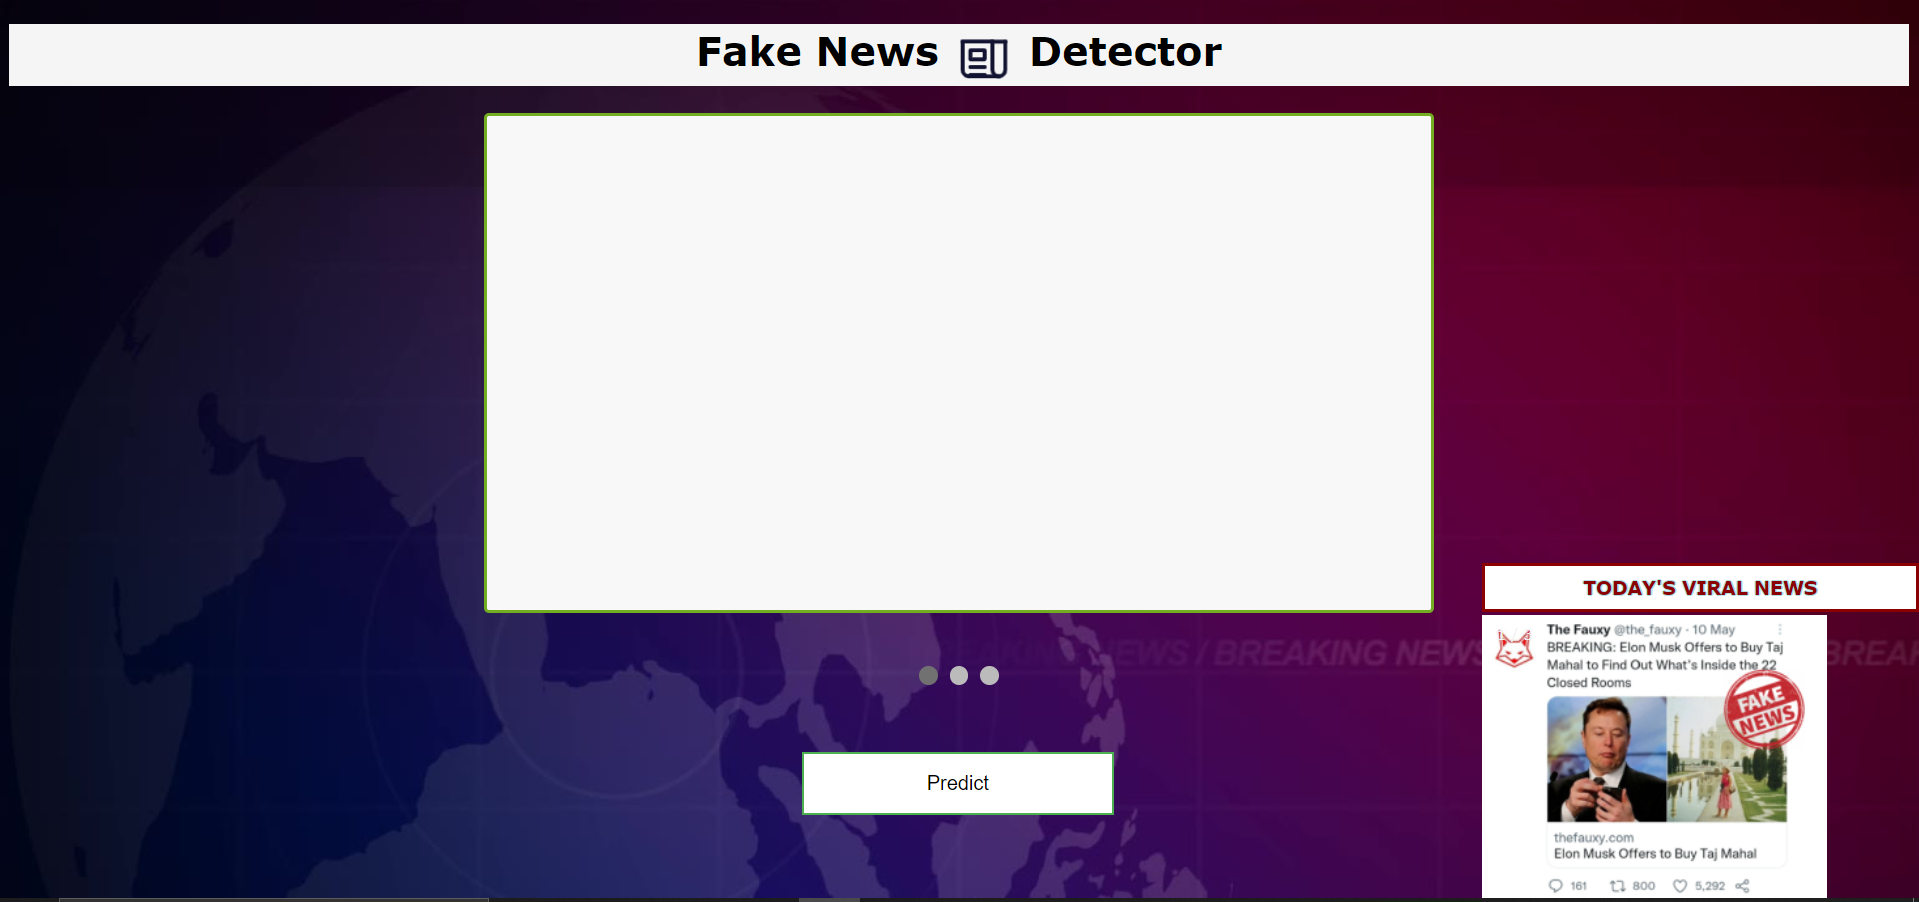 Fake News Detector
TODAY'S VIRAL NEWS
The Fauxy @the_fauxy · 10 May
BREAKING: Elon Musk Offers to Buy Taj
Mahal to Find Out What's Inside the 22
Closed Rooms
FAKE
NEWS
thefauxy.com
Elon Musk Offers to Buy Taj Mahal
161 800 5,292
EWS / BREAKING NEWS
BREAK
Predict